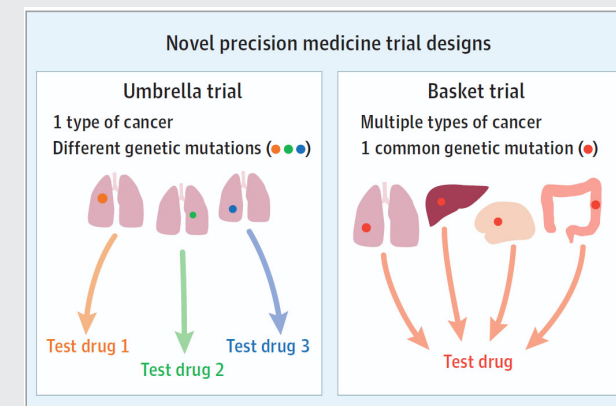 Novel precision medicine trial designs
Umbrella trial
1 type of cancer
Different genetic mutations (●●●)
Test drug 1
Test drug 2
Test drug 3
Basket trial
Multiple types of cancer
1 common genetic mutation (●)
Test drug